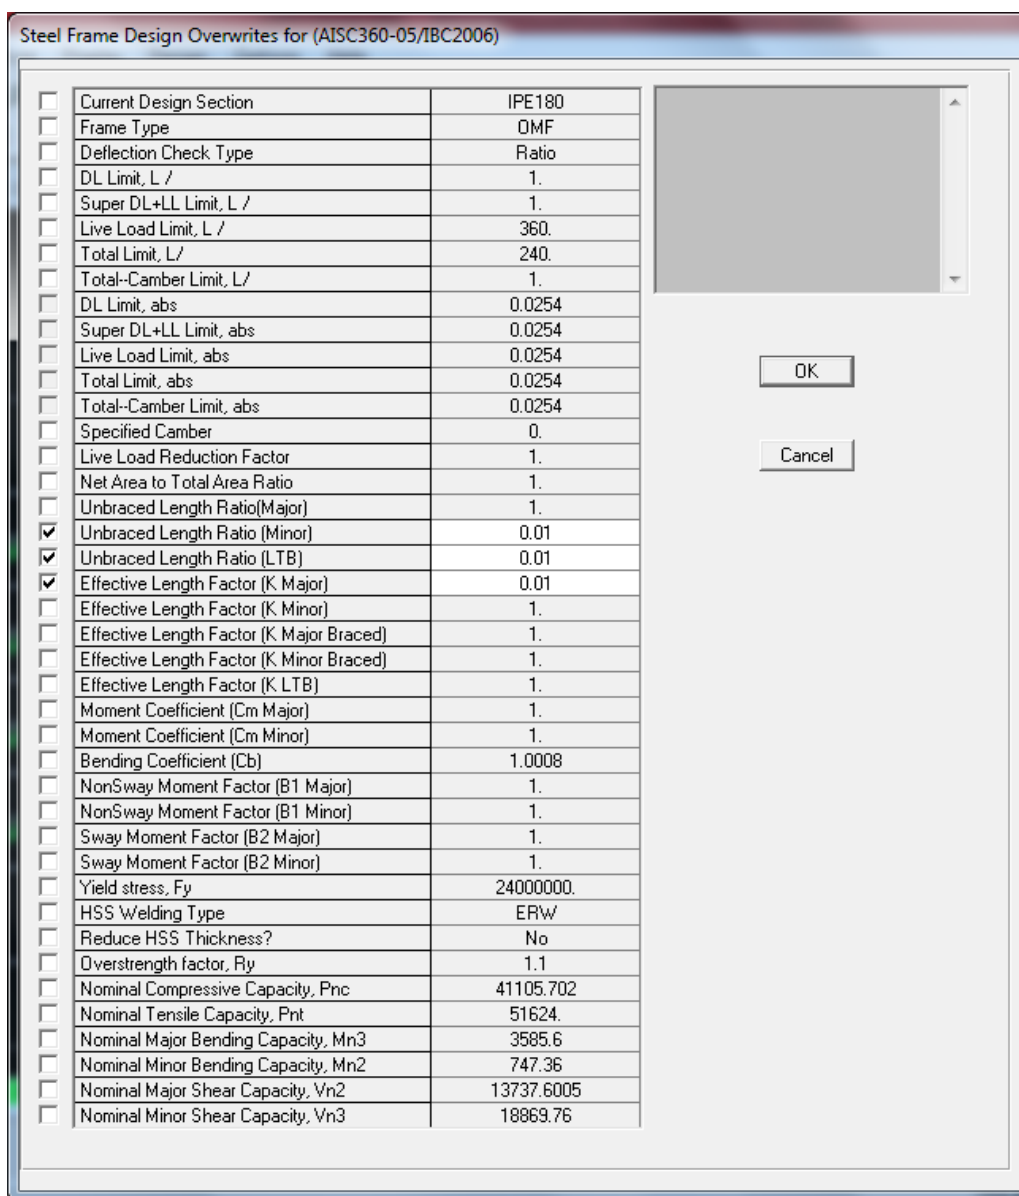 Steel Frame Design Overwrites for (AISC360-05/IBC2006)
Current Design Section IPE180
Frame Type OMF
Deflection Check Type Ratio
DL Limit, L / 1.
Super DL+LL Limit, L / 1.
Live Load Limit, L / 360.
Total Limit, L/ 240.
Total--Camber Limit, L/ 1.
DL Limit, abs 0.0254
Super DL+LL Limit, abs 0.0254
Live Load Limit, abs 0.0254
Total Limit, abs 0.0254
Total--Camber Limit, abs 0.0254
Specified Camber 0.
Live Load Reduction Factor 1.
Net Area to Total Area Ratio 1.
Unbraced Length Ratio(Major) 1.
Unbraced Length Ratio (Minor) 0.01
Unbraced Length Ratio (LTB) 0.01
Effective Length Factor (K Major) 0.01
Effective Length Factor (K Minor) 1.
Effective Length Factor (K Major Braced) 1.
Effective Length Factor (K Minor Braced) 1.
Effective Length Factor (K LTB) 1.
Moment Coefficient (Cm Major) 1.
Moment Coefficient (Cm Minor) 1.
Bending Coefficient (Cb) 1.0008
NonSway Moment Factor (B1 Major) 1.
NonSway Moment Factor (B1 Minor) 1.
Sway Moment Factor (B2 Major) 1.
Sway Moment Factor (B2 Minor) 1.
Yield stress, Fy 24000000.
HSS Welding Type ERW
Reduce HSS Thickness? No
Overstrength factor, Ry 1.1
Nominal Compressive Capacity, Pnc 41105.702
Nominal Tensile Capacity, Pnt 51624.
Nominal Major Bending Capacity, Mn3 3585.6
Nominal Minor Bending Capacity, Mn2 747.36
Nominal Major Shear Capacity, Vn2 13737.6005
Nominal Minor Shear Capacity, Vn3 18869.76
OK
Cancel